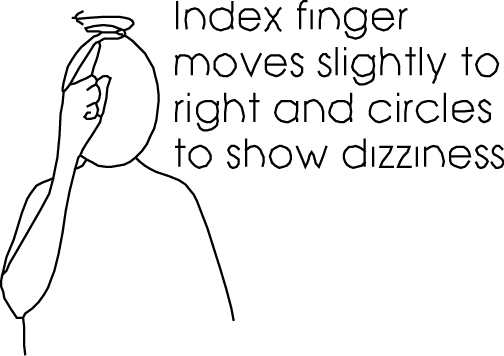 Index finger
moves slightly to
right and circles
to show dizziness